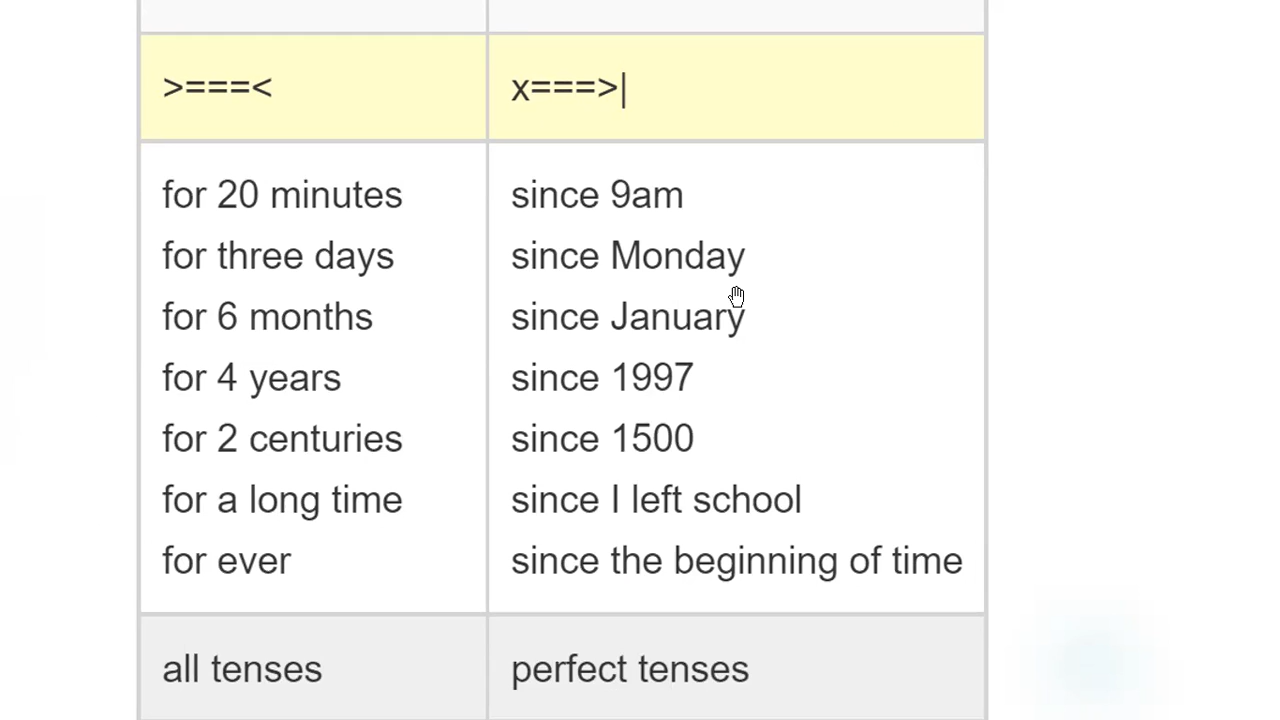 >===<
x===>|
for 20 minutes
since 9am
for three days
since Monday
for 6 months
since January
for 4 years
since 1997
for 2 centuries
since 1500
for a long time
since I left school
for ever
since the beginning of time
all tenses
perfect tenses